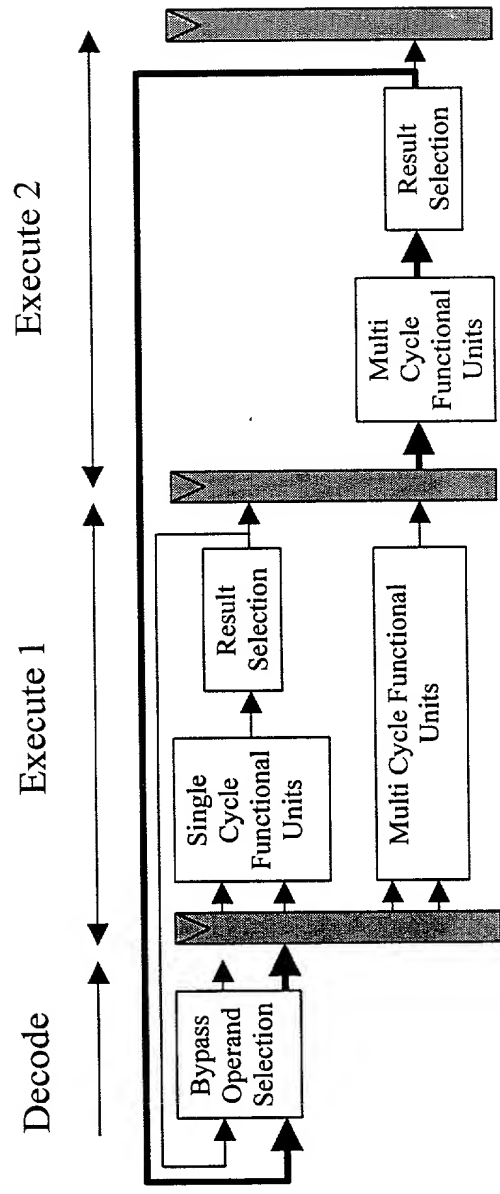 Decode
Execute 1
Execute 2
Bypass
Operand
Selection
Single
Cycle
Functional
Units
Result
Selection
Multi Cycle Functional
Units
Multi
Cycle
Functional
Units
Result
Selection